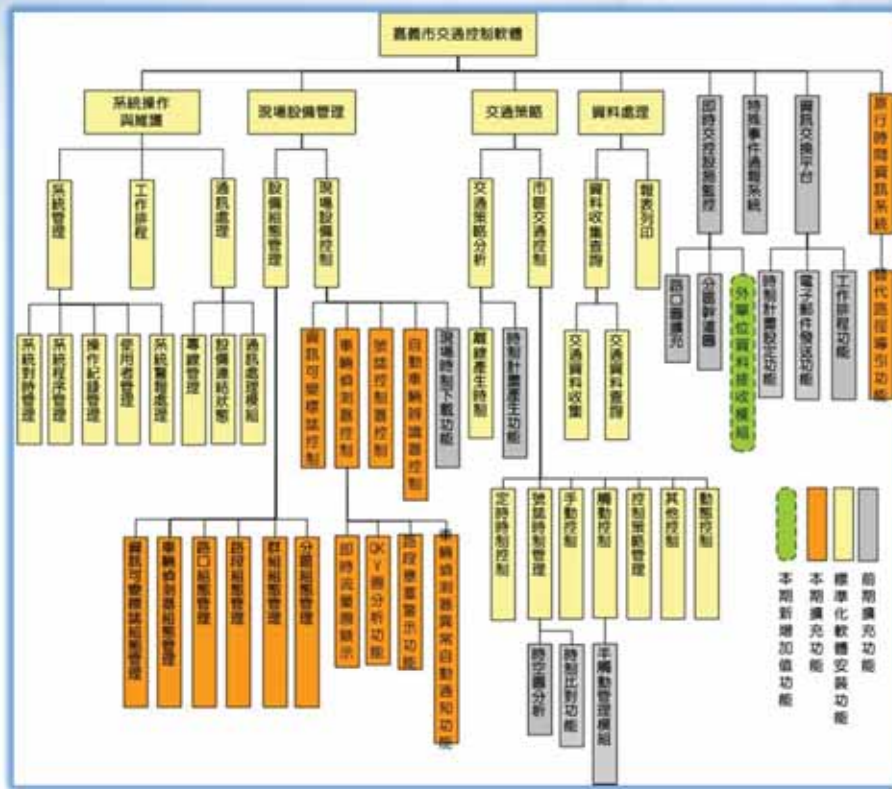 嘉義市交通控制軟體
系統操作
與維護
現場設備管理
交通策略
資料處理
即時交控設施監控
特殊事件通報系統
資訊交換平台
旅行時間資訊系統
系統管理
工作排程
通訊處理
設備組態管理
現場設備控制
交通策略分析
市區交通控制
資料收集查詢
報表列印
路口圖擴充
分區幹道圖
外單位資料接收模組
時制計畫設定功能
電子郵件發送功能
工作排程功能
替代路徑導引功能
系統對時管理
系統程序管理
操作紀錄管理
使用者管理
系統警報處理
專線管理
設備連結狀態
通訊處理模組
資訊可變標誌控制
車輛偵測器控制
號誌控制器控制
自動車輛辨識器控制
現場時制下載功能
離線產生時制
時制計畫產生功能
交通資料收集
交通資料查詢
定時時制控制
號誌時制管理
手動控制
觸動控制
控制策略管理
其他控制
動態控制
資訊可變標誌組態管理
車輛偵測器組態管理
路口組態管理
路段組態管理
群組組態管理
分區組態管理
即時流量圖顯示
QKV圖分析功能
路段壅塞警示功能
車輛偵測器異常自動通知功能
時空圖分析
時制比對功能
半觸動管理模組
本期新增加值功能
本期擴充功能
標準化軟體安裝功能
前期擴充功能